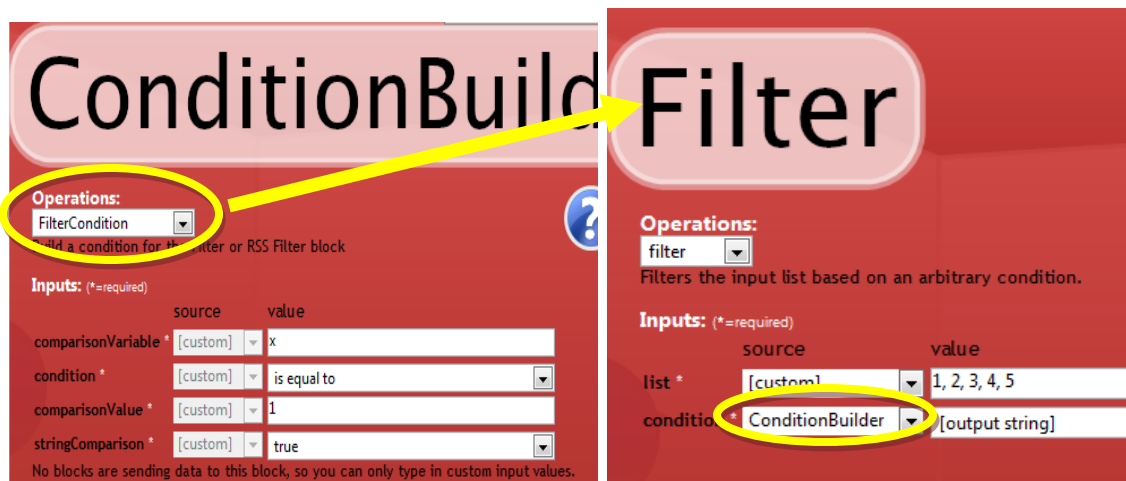 ConditionBuild
Operations:
FilterCondition
Build a condition for the Filter or RSS Filter block
Inputs: (*=required)
source value
comparisonVariable * [custom] x
condition * [custom] is equal to
comparisonValue * [custom] 1
stringComparison * [custom] true
No blocks are sending data to this block, so you can only type in custom input values.
?
Filter
Operations:
filter
Filters the input list based on an arbitrary condition.
Inputs: (*=required)
source value
list * [custom] 1, 2, 3, 4, 5
condition * ConditionBuilder [output string]